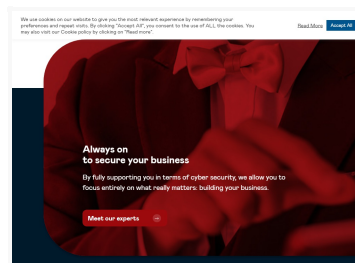 We use cookies on our website to give you the most relevant experience by remembering your
preferences and repeat visits. By clicking "Accept All", you consent to the use of ALL the cookies. You
may also visit our Cookie policy by clicking on "Read more".
Read More
Accept All
Always on
to secure your business
By fully supporting you in terms of cyber security, we allow you to
focus entirely on what really matters: building your business.
Meet our experts